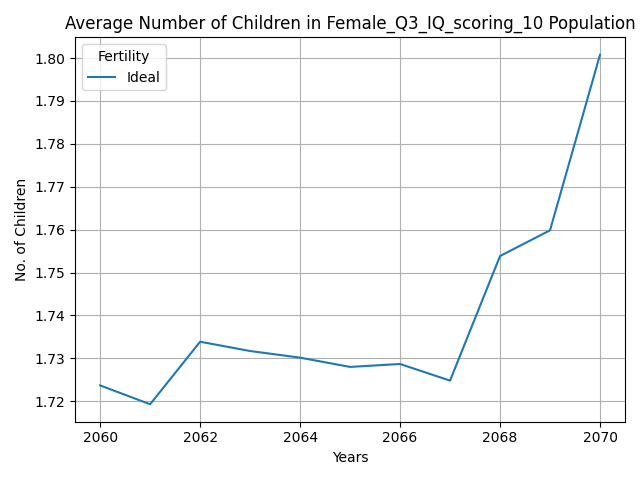 Average Number of Children in Female_Q3_IQ_scoring_10 Population
Fertility
Ideal
No. of Children
1.80
1.79
1.78
1.77
1.76
1.75
1.74
1.73
1.72
2060 2062 2064 2066 2068 2070
Years